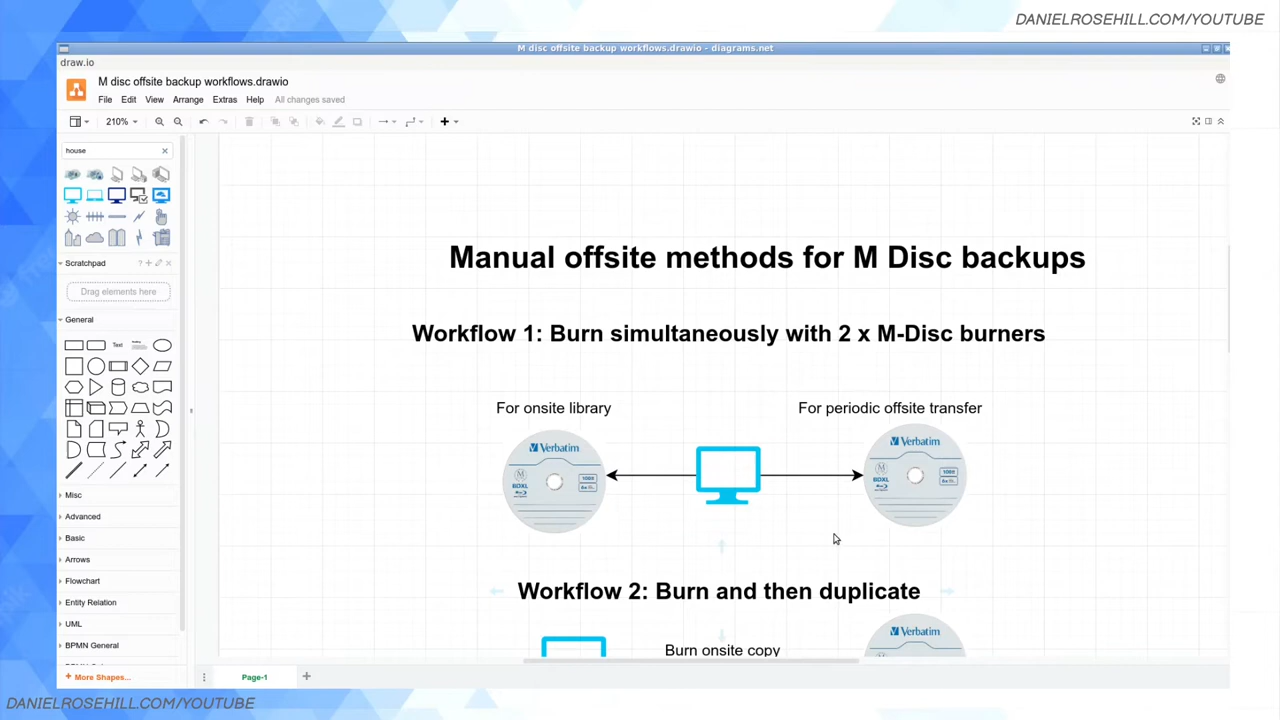 DANIELROSEHILL.COM/YOUTUBE
M disc offsite backup workflows.drawio - diagrams.net
draw.io
M disc offsite backup workflows.drawio
File Edit View Arrange Extras Help All changes saved
210%
house
Scratchpad
Drag elements here
General
Text
Misc
Advanced
Basic
Arrows
Flowchart
Entity Relation
UML
BPMN General
+ More Shapes...
Manual offsite methods for M Disc backups
Workflow 1: Burn simultaneously with 2 x M-Disc burners
For onsite library
For periodic offsite transfer
Verbatim
BDXL
Verbatim
BDXL
Workflow 2: Burn and then duplicate
Burn onsite copy
Verbatim
Page-1
DANIELROSEHILL.COM/YOUTUBE